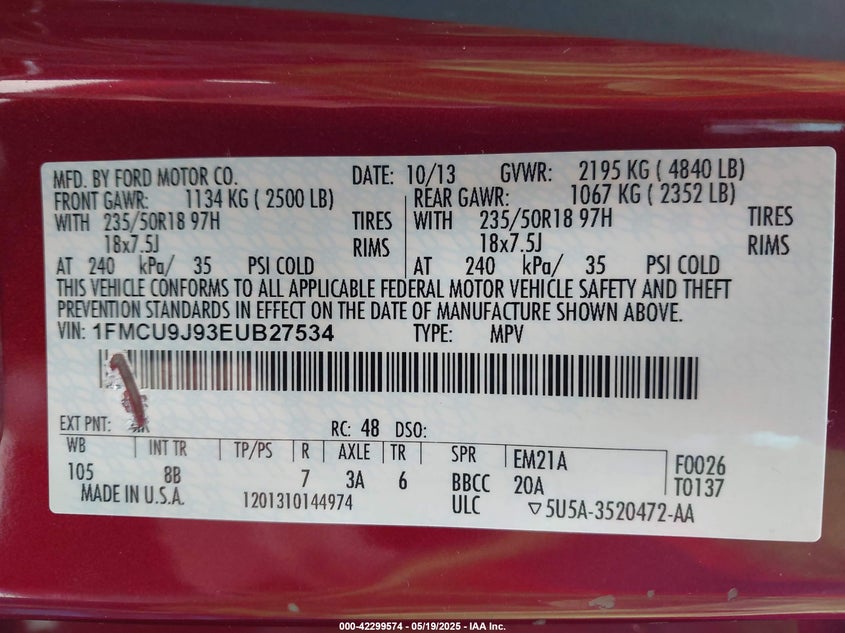 MFD. BY FORD MOTOR CO. DATE: 10/13 GVWR: 2195 KG ( 4840 LB)
FRONT GAWR: 1134 KG ( 2500 LB) REAR GAWR: 1067 KG ( 2352 LB)
WITH 235/50R18 97H TIRES WITH 235/50R18 97H TIRES
18x7.5J RIMS 18x7.5J RIMS
AT 240 kPa/ 35 PSI COLD AT 240 kPa/ 35 PSI COLD
THIS VEHICLE CONFORMS TO ALL APPLICABLE FEDERAL MOTOR VEHICLE SAFETY AND THEFT
PREVENTION STANDARDS IN EFFECT ON THE DATE OF MANUFACTURE SHOWN ABOVE.
VIN: 1FMCU9J93EUB27534 TYPE: MPV
EXT PNT: RC: 48 DSO:
WB INT TR TP/PS R AXLE TR SPR EM21A F0026
105 8B 7 3A 6 BBCC 20A T0137
MADE IN U.S.A. 1201310144974 ULC ▽5U5A-3520472-AA
000-42299574 - 05/19/2025 - IAA Inc.